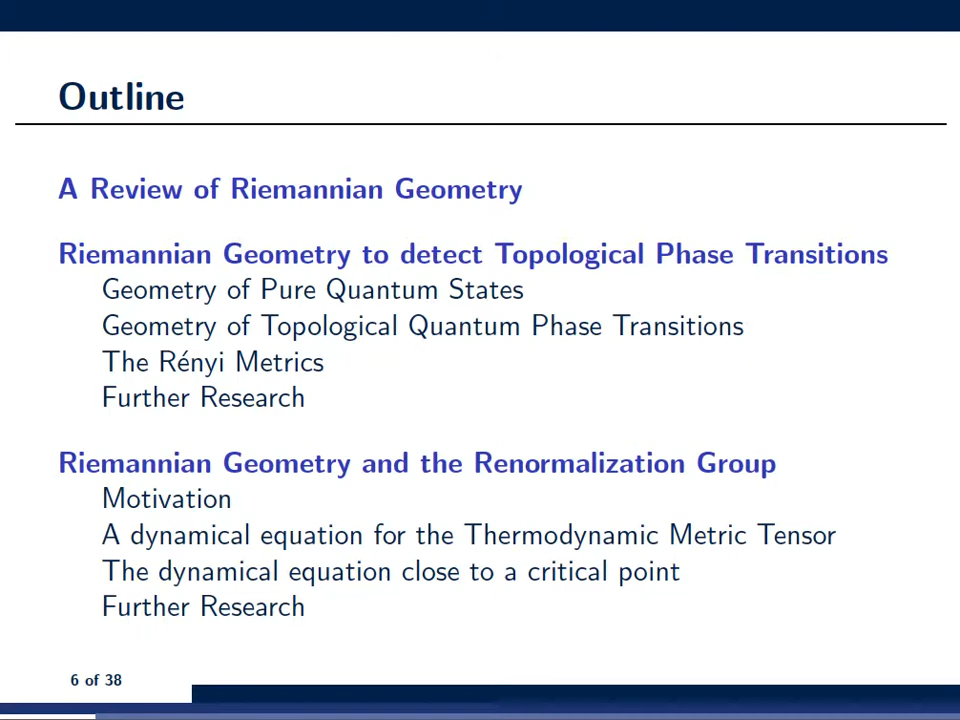 Outline
A Review of Riemannian Geometry
Riemannian Geometry to detect Topological Phase Transitions
Geometry of Pure Quantum States
Geometry of Topological Quantum Phase Transitions
The Rényi Metrics
Further Research
Riemannian Geometry and the Renormalization Group
Motivation
A dynamical equation for the Thermodynamic Metric Tensor
The dynamical equation close to a critical point
Further Research
6 of 38